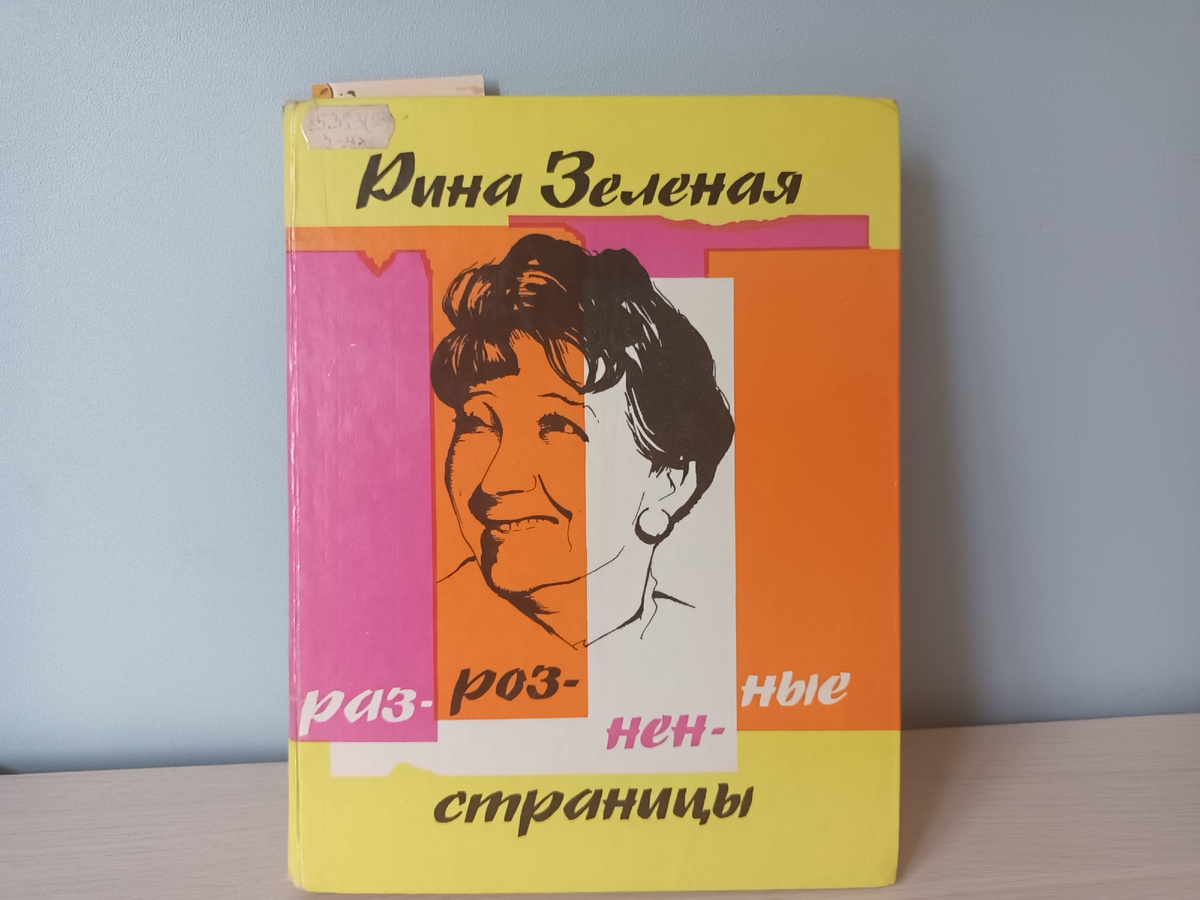 Рина Зеленая
раз-
роз-
нен-
ные
страницы